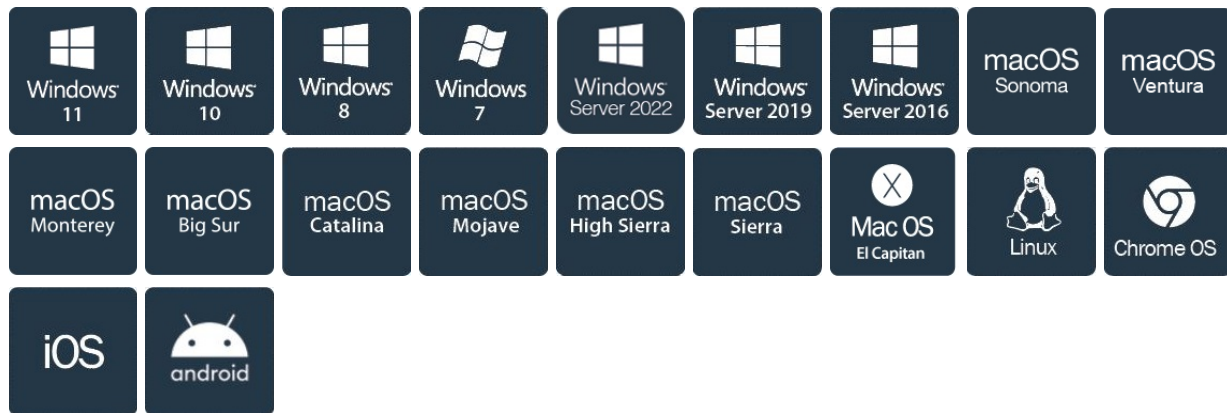 Windows
11
Windows
10
Windows
8
Windows
7
Windows
Server 2022
Windows
Server 2019
Windows
Server 2016
macOS
Sonoma
macOS
Ventura
macOS
Monterey
macOS
Big Sur
macOS
Catalina
macOS
Mojave
macOS
High Sierra
macOS
Sierra
X
Mac OS
El Capitan
Linux
Chrome OS
iOS
android